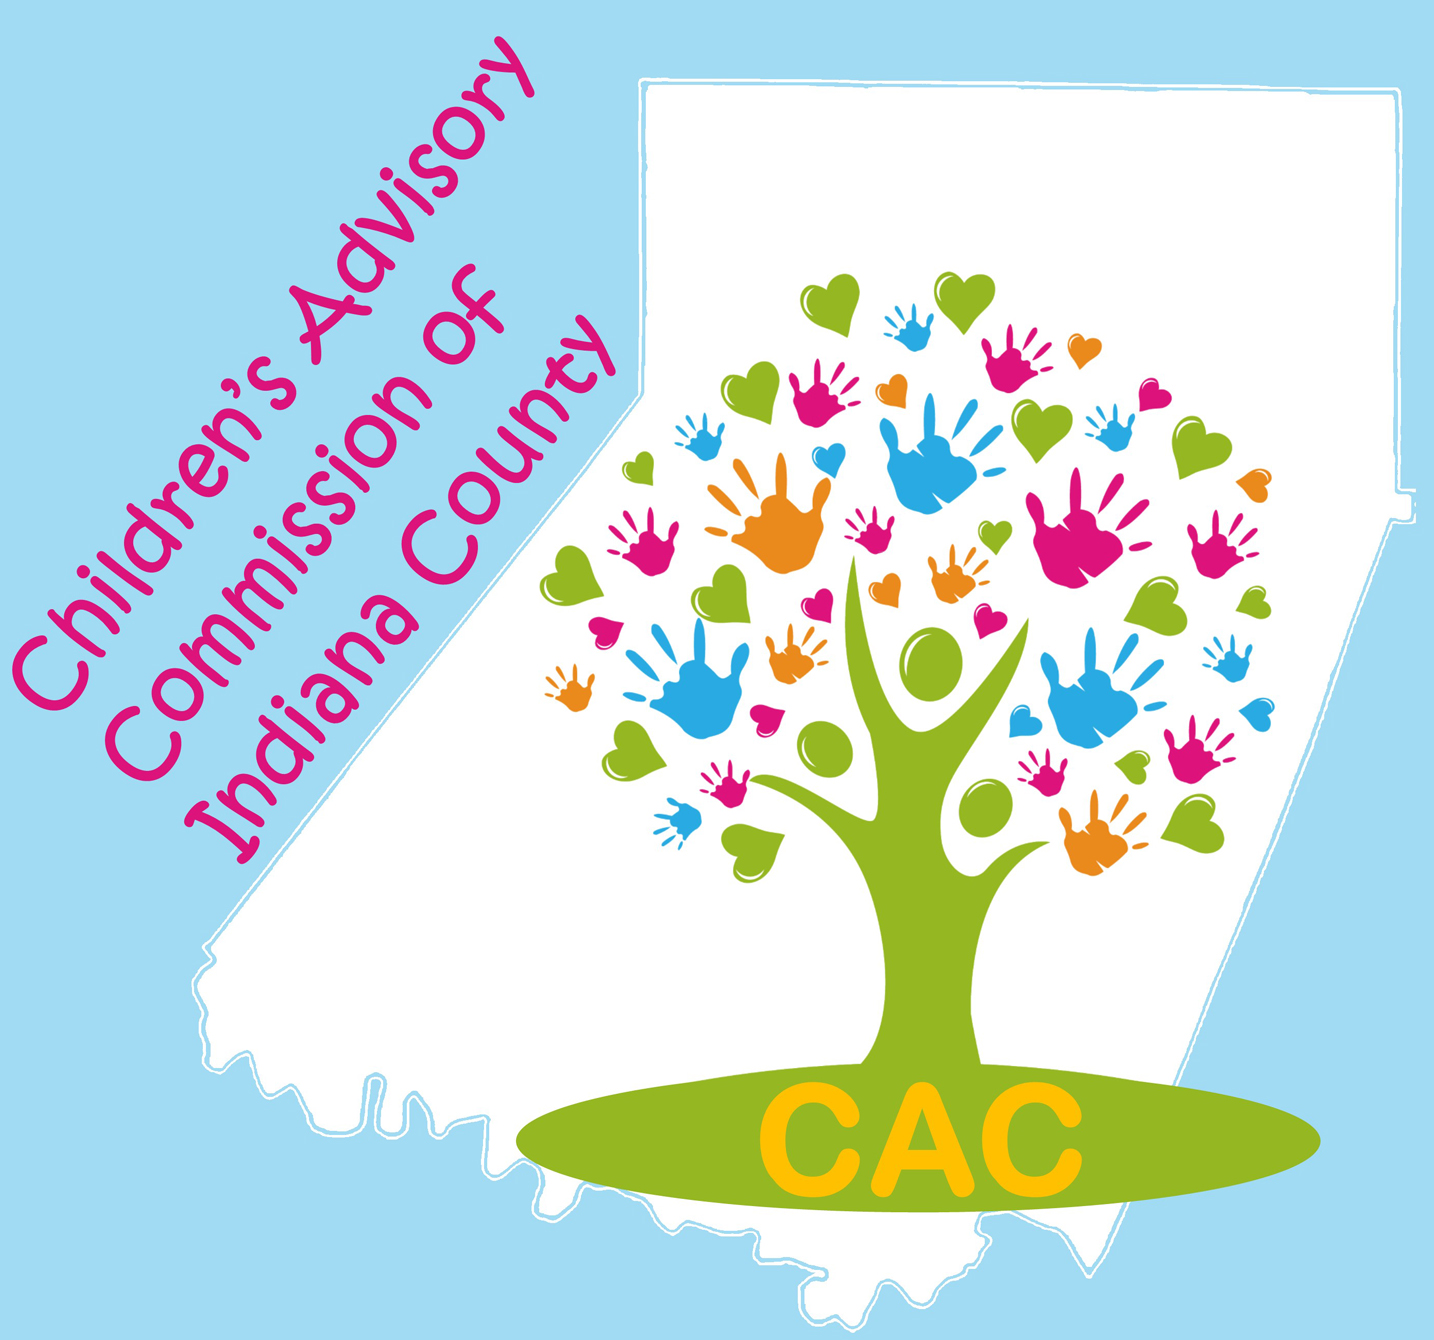 Children's Advisory
Commission of
Indiana County
CAC